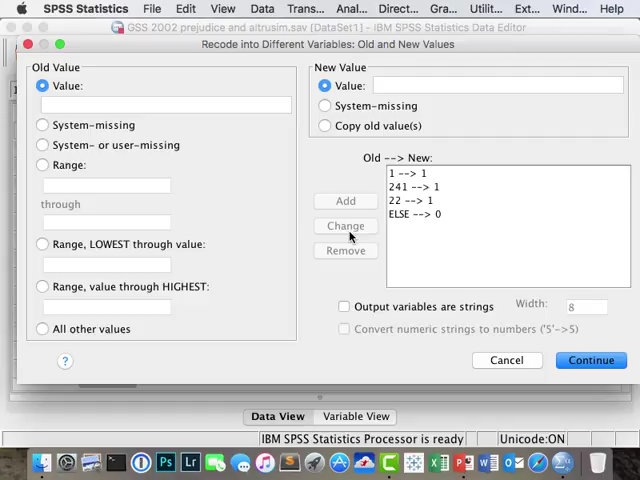 SPSS Statistics File Edit View Data Trans... Anal... Direct... Grap... Utilit... Exten... Window Help
GSS 2002 prejudice and altrusim.sav [DataSet1] - IBM SPSS Statistics Data Editor
Recode into Different Variables: Old and New Values
Old Value
Value:
System-missing
System- or user-missing
Range:
through
Range, LOWEST through value:
Range, value through HIGHEST:
All other values
New Value
Value:
System-missing
Copy old value(s)
Old --> New:
1 --> 1
241 --> 1
22 --> 1
ELSE --> 0
Add
Change
Remove
Output variables are strings Width: 8
Convert numeric strings to numbers ('5'->5)
? Cancel Continue
Data View Variable View
IBM SPSS Statistics Processor is ready Unicode:ON